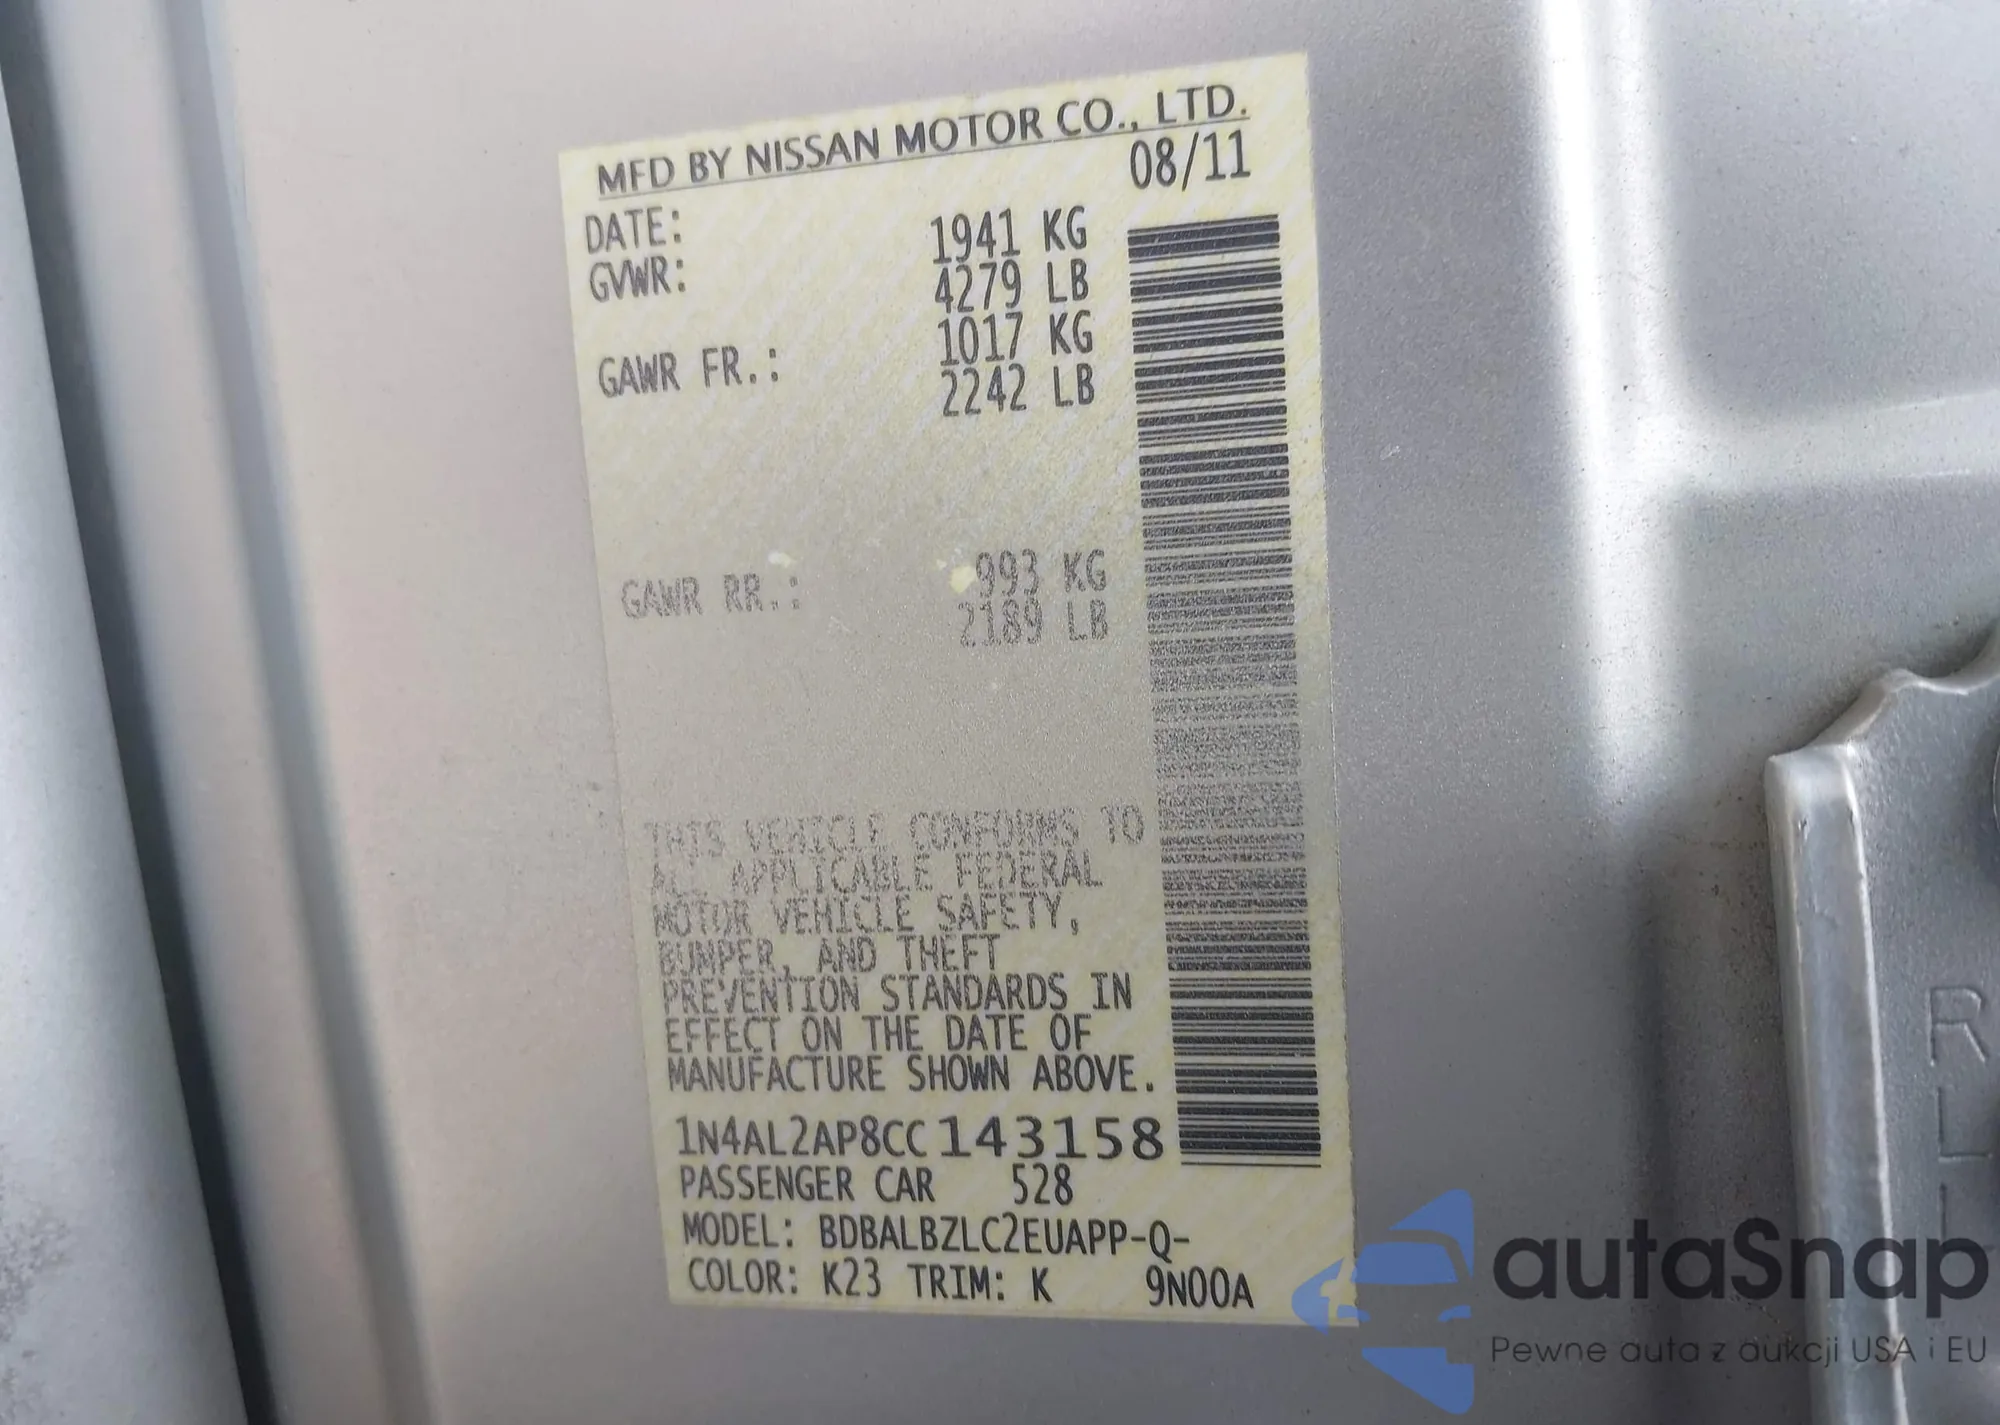 MFD BY NISSAN MOTOR CO., LTD.
DATE: 08/11
GVWR: 1941 KG
4279 LB
GAWR FR.: 1017 KG
2242 LB
GAWR RR.: 993 KG
2189 LB
THIS VEHICLE CONFORMS TO
ALL APPLICABLE FEDERAL
MOTOR VEHICLE SAFETY,
BUMPER, AND THEFT
PREVENTION STANDARDS IN
EFFECT ON THE DATE OF
MANUFACTURE SHOWN ABOVE.
1N4AL2AP8CC143158
PASSENGER CAR 528
MODEL: BDBALBZLC2EUAPP-Q-
COLOR: K23 TRIM: K 9N00A
autaSnap
Pewne auta z aukcji USA i EU